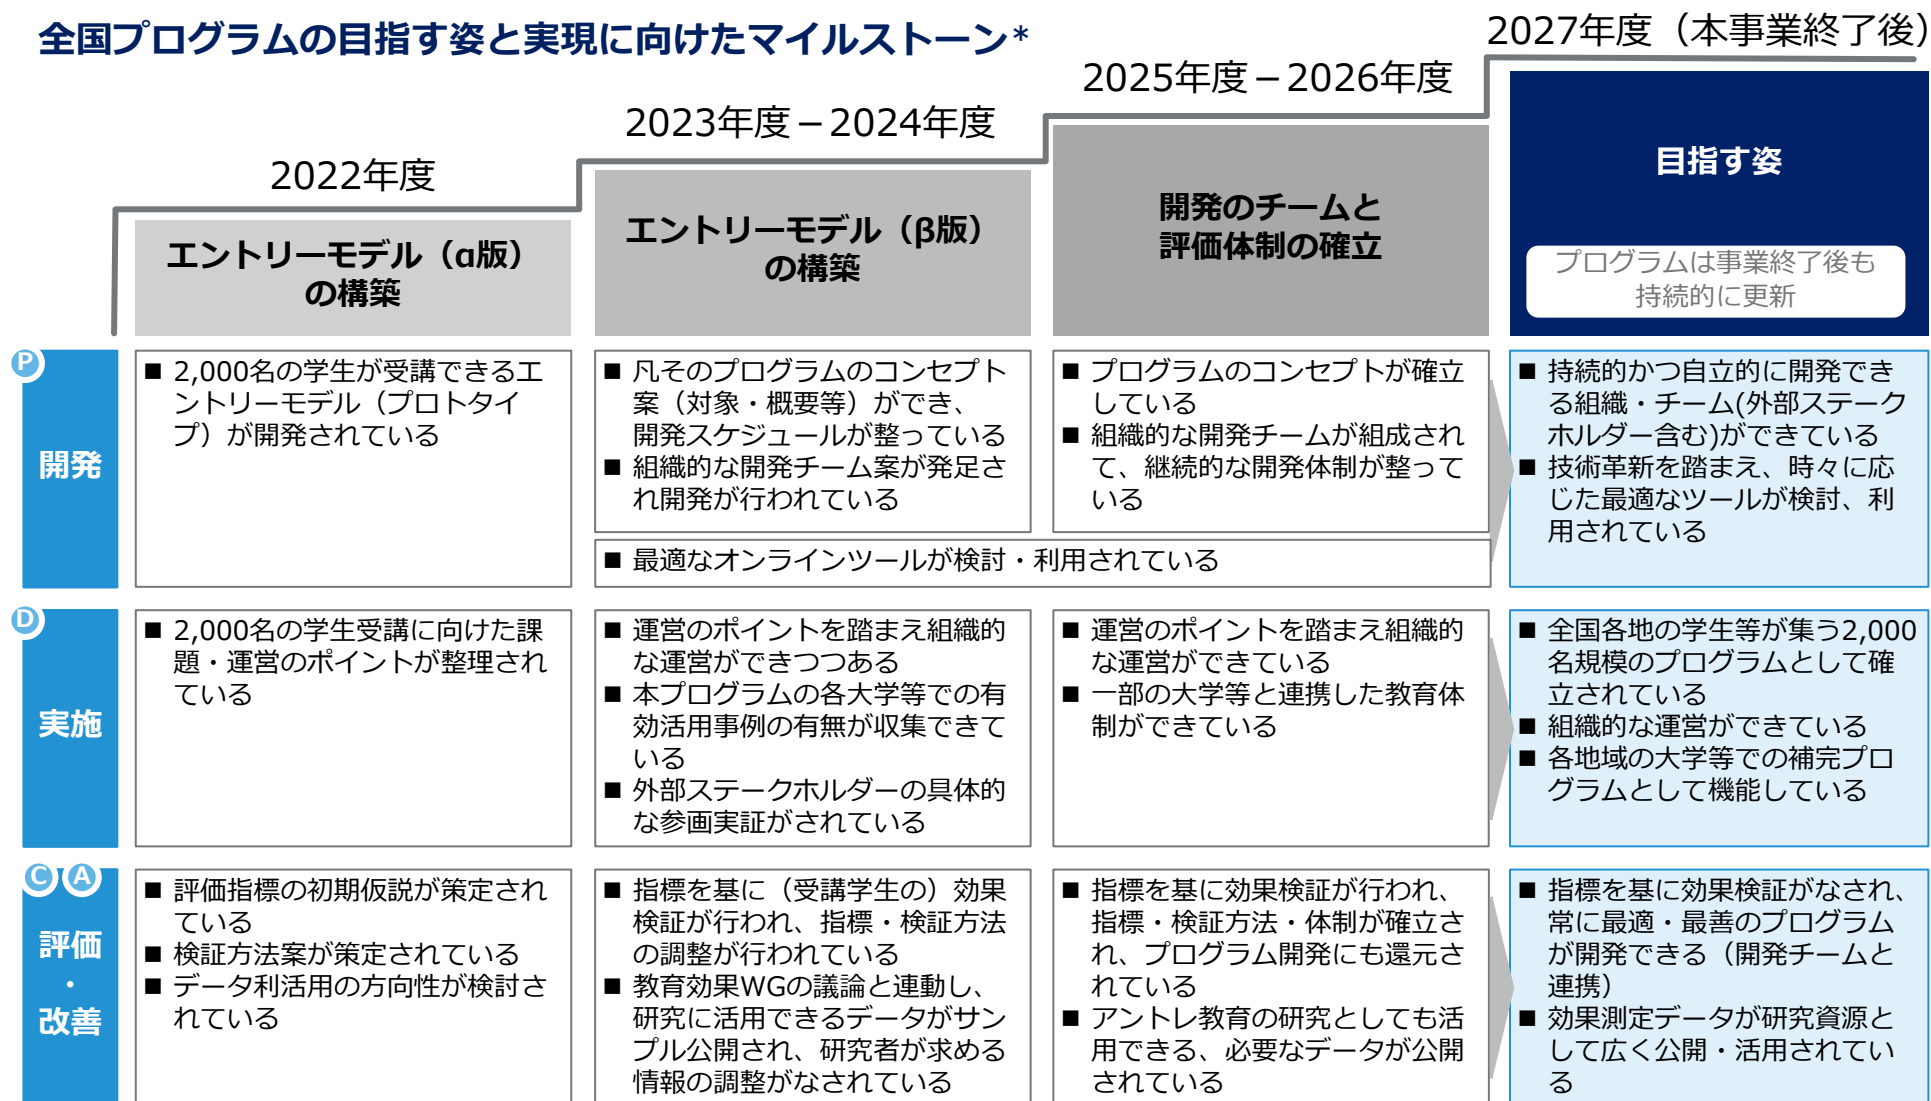 全国プログラムの目指す姿と実現に向けたマイルストーン*
2022年度
2023年度－2024年度
2025年度－2026年度
2027年度（本事業終了後）
エントリーモデル（α版）
の構築
エントリーモデル（β版）
の構築
開発のチームと
評価体制の確立
目指す姿
プログラムは事業終了後も
持続的に更新
P
開発
■ 2,000名の学生が受講できるエ
ントリーモデル（プロトタイ
プ）が開発されている
■ 凡そのプログラムのコンセプト
案（対象・概要等）ができ、
開発スケジュールが整っている
■ 組織的な開発チーム案が発足さ
れ開発が行われている
■ プログラムのコンセプトが確立
している
■ 組織的な開発チームが組成され
て、継続的な開発体制が整って
いる
■ 最適なオンラインツールが検討・利用されている
■ 持続的かつ自立的に開発でき
る組織・チーム(外部ステーク
ホルダー含む)ができている
■ 技術革新を踏まえ、時々に応
じた最適なツールが検討、利
用されている
D
実施
■ 2,000名の学生受講に向けた課
題・運営のポイントが整理され
ている
■ 運営のポイントを踏まえ組織的
な運営ができつつある
■ 本プログラムの各大学等での有
効活用事例の有無が収集できて
いる
■ 外部ステークホルダーの具体的
な参画実証がされている
■ 運営のポイントを踏まえ組織的
な運営ができている
■ 一部の大学等と連携した教育体
制ができている
■ 全国各地の学生等が集う2,000
名規模のプログラムとして確
立されている
■ 組織的な運営ができている
■ 各地域の大学等での補完プロ
グラムとして機能している
C A
評価
・
改善
■ 評価指標の初期仮説が策定され
ている
■ 検証方法案が策定されている
■ データ利活用の方向性が検討さ
れている
■ 指標を基に（受講学生の）効果
検証が行われ、指標・検証方法
の調整が行われている
■ 教育効果WGの議論と連動し、
研究に活用できるデータがサン
プル公開され、研究者が求める
情報の調整がなされている
■ 指標を基に効果検証が行われ、
指標・検証方法・体制が確立さ
れ、プログラム開発にも還元さ
れている
■ アントレ教育の研究としても活
用できる、必要なデータが公開
されている
■ 指標を基に効果検証がなされ、
常に最適・最善のプログラム
が開発できる（開発チームと
連携）
■ 効果測定データが研究資源と
して広く公開・活用されてい
る